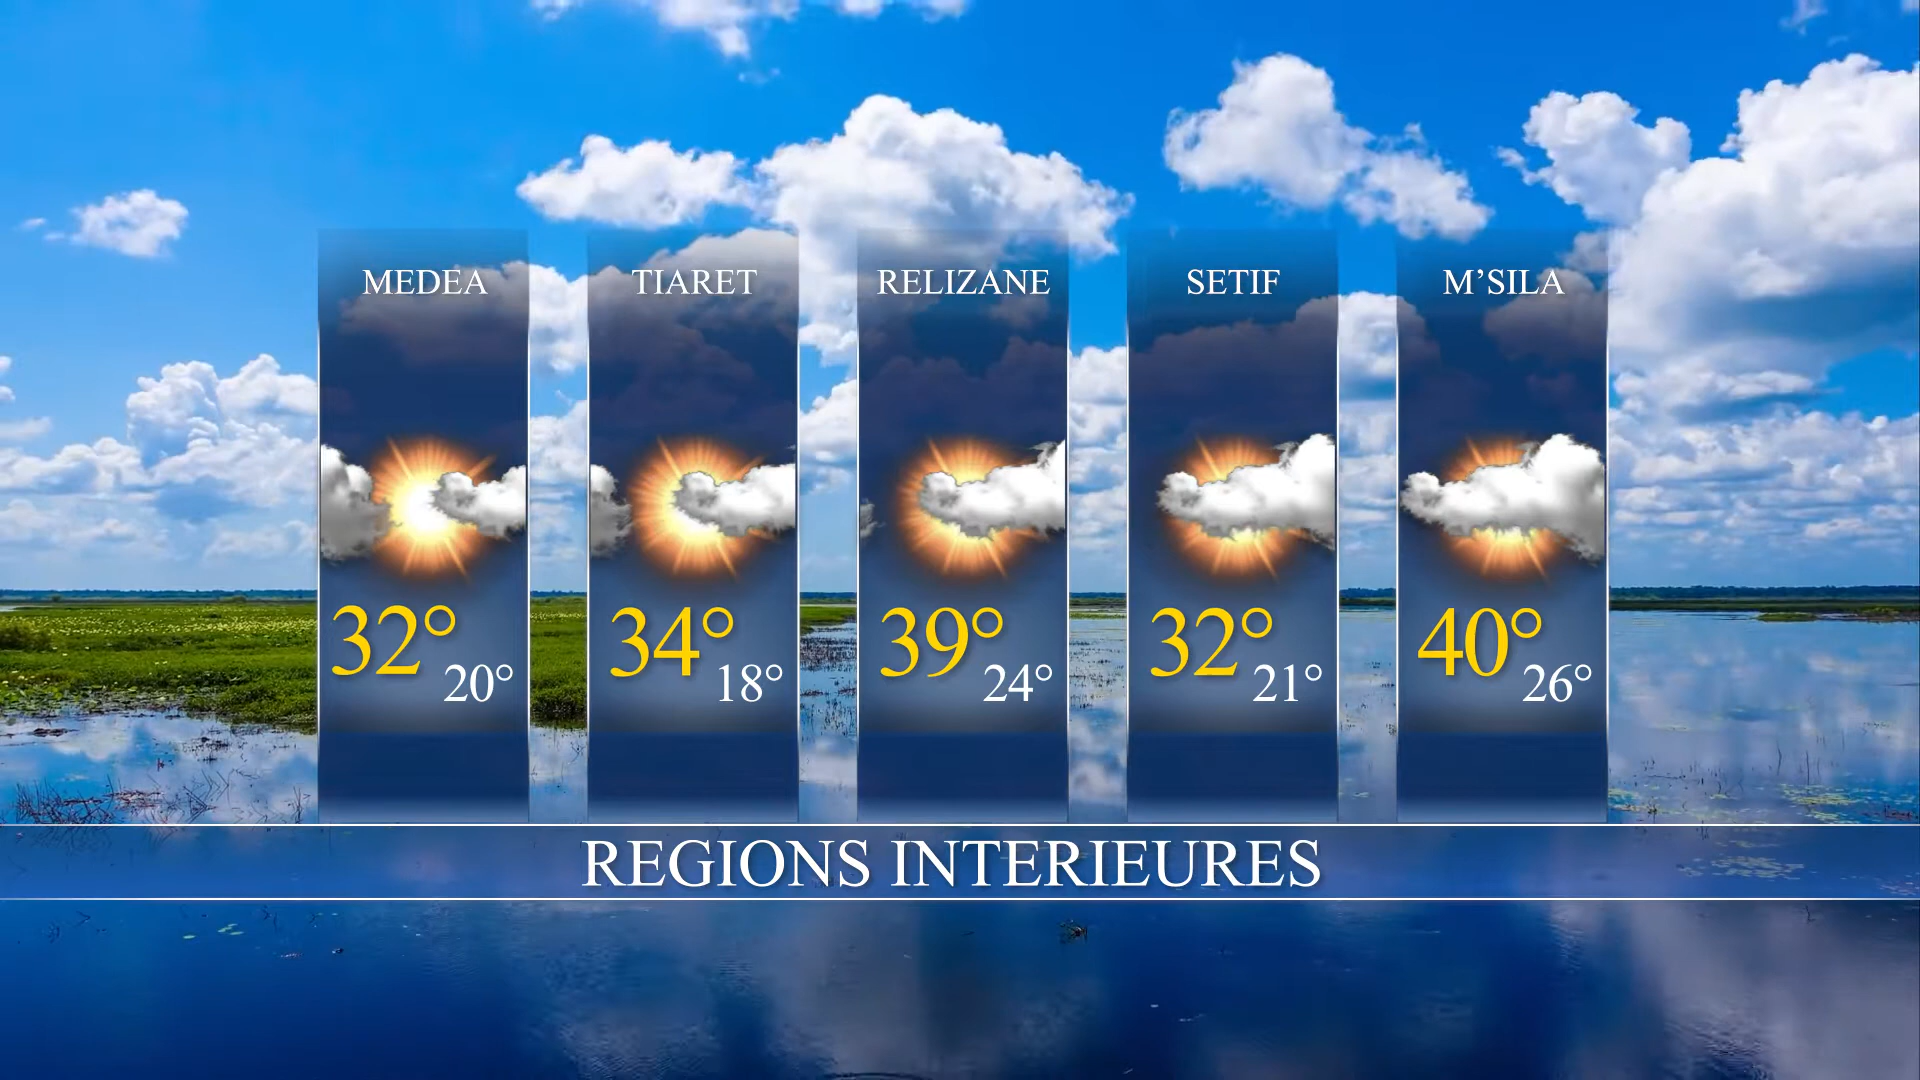 MEDEA
32°
20°
TIARET
34°
18°
RELIZANE
39°
24°
SETIF
32°
21°
M’SILA
40°
26°
REGIONS INTERIEURES